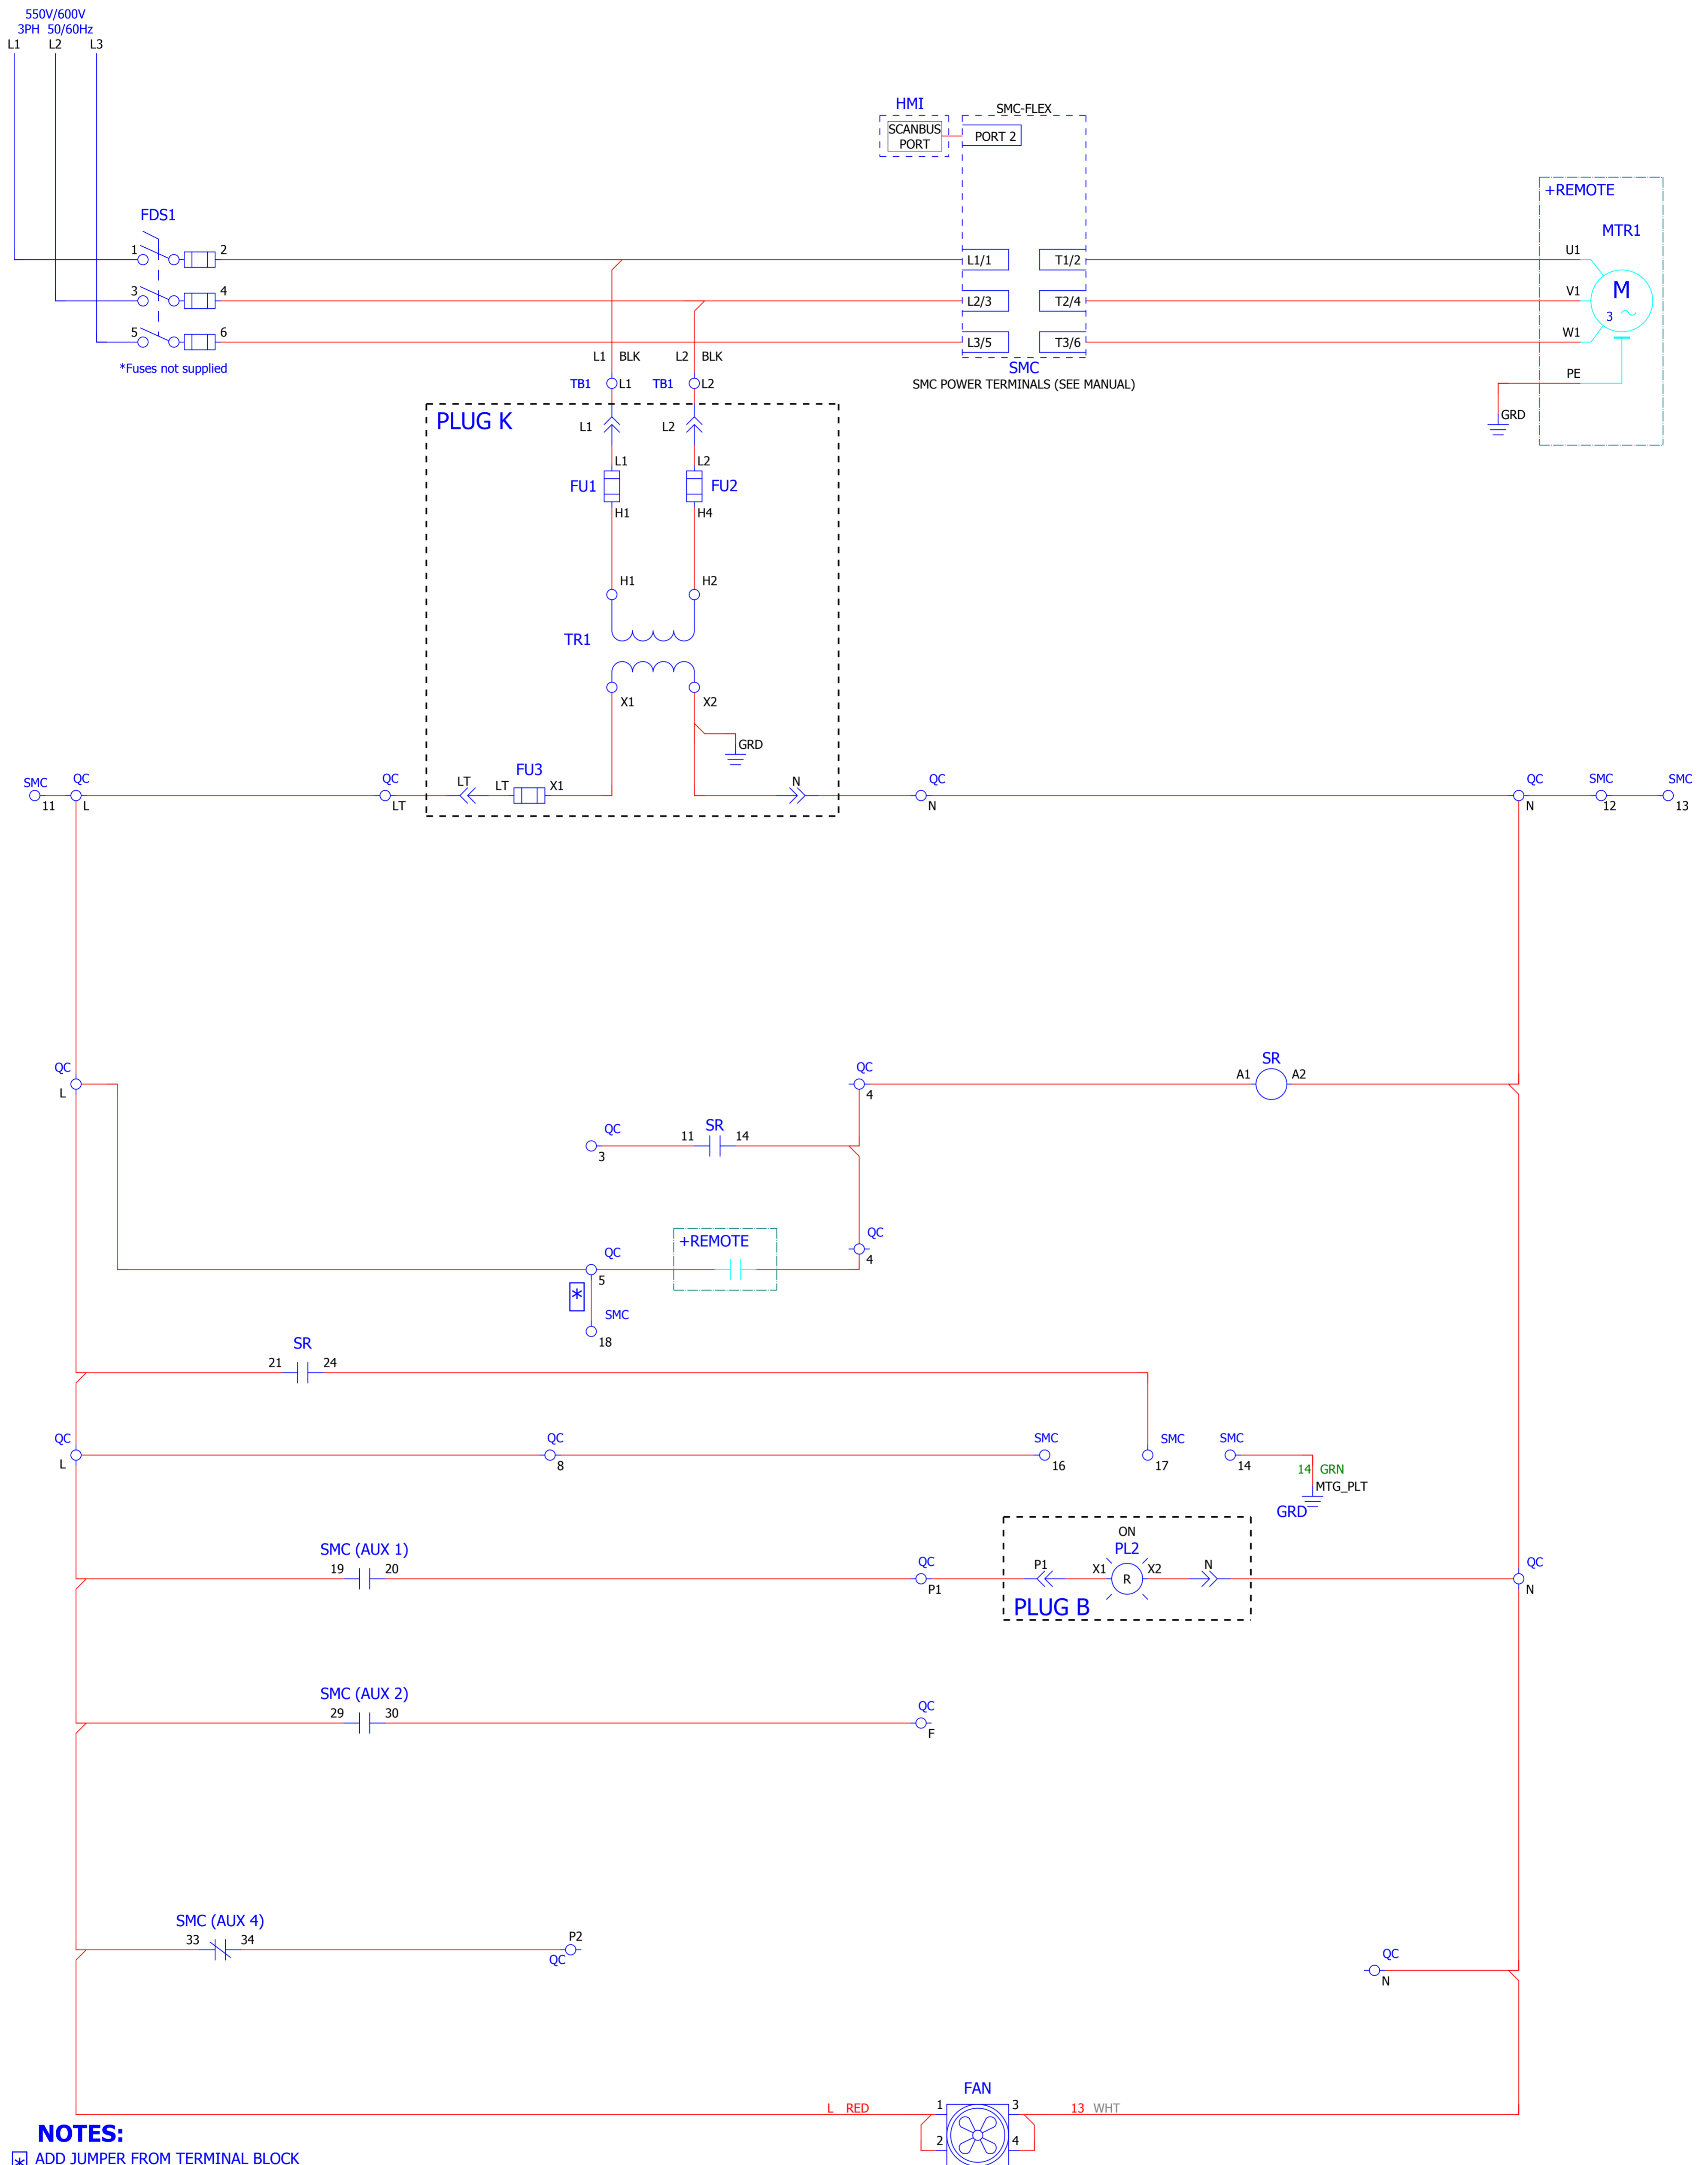 550V/600V
3PH 50/60Hz
L1 L2 L3
HMI
SCANBUS
PORT
SMC-FLEX
PORT 2
+REMOTE
MTR1
FDS1
1 2
3 4
5 6
*Fuses not supplied
L1/1 T1/2
L2/3 T2/4
L3/5 T3/6
SMC
SMC POWER TERMINALS (SEE MANUAL)
U1
V1
W1
PE
M
3
GRD
L1 BLK L2 BLK
TB1 L1 TB1 L2
PLUG K
L1 L2
L1 L2
FU1 FU2
H1 H4
H1 H2
TR1
X1 X2
GRD
SMC QC QC LT LT FU3 X1 N QC QC SMC SMC
11 L LT N N 12 13
QC QC SR
L 4 A1 A2
QC SR
3 11 14
QC +REMOTE QC
5 4
*
SMC
18
SR
21 24
QC QC SMC SMC SMC
L 8 16 17 14
14 GRN
MTG_PLT
GRD
SMC (AUX 1)
19 20
QC
P1
ON
PL2
P1 X1 R X2 N
PLUG B
QC
N
SMC (AUX 2)
29 30
QC
F
SMC (AUX 4)
33 34
P2
QC
QC
N
FAN
L RED 1 3 13 WHT
2 4
NOTES:
* ADD JUMPER FROM TERMINAL BLOCK